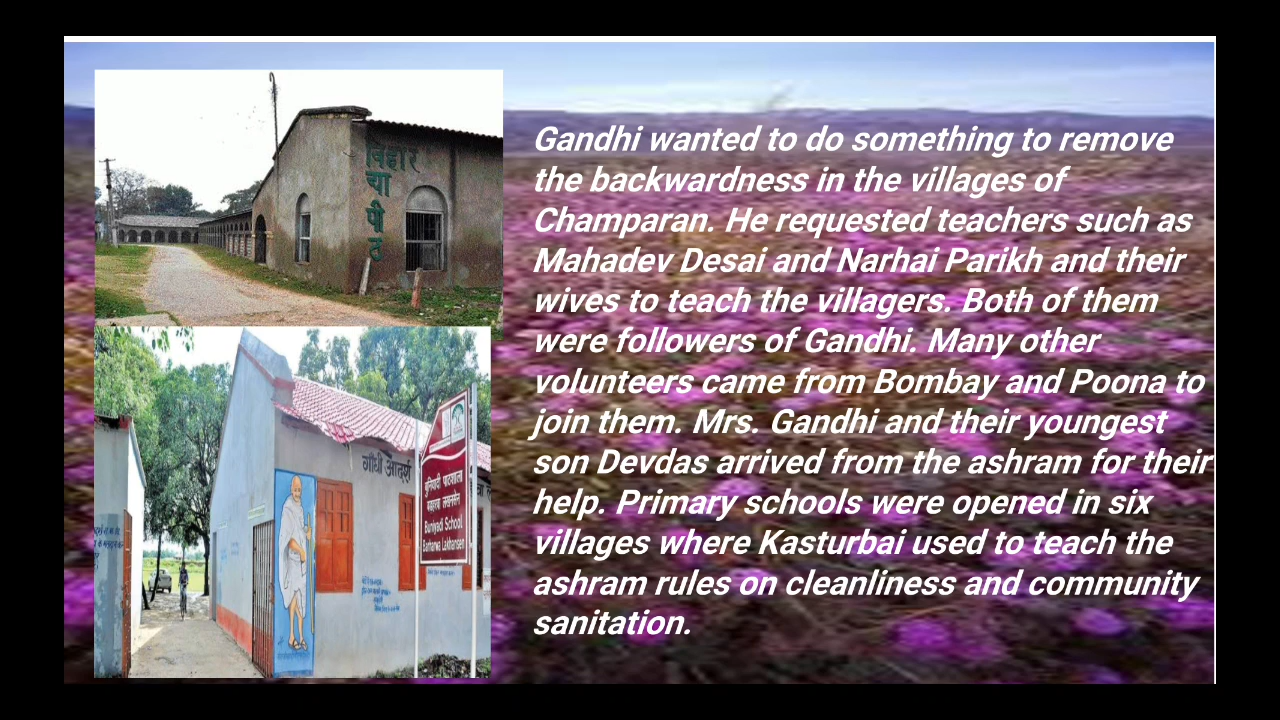 बिहार
द्या
पी
ठ
गाँधी आदर्श
बुनियादी पाठशाला
Buniyadi School
Barharwa Lakhansen
Gandhi wanted to do something to remove
the backwardness in the villages of
Champaran. He requested teachers such as
Mahadev Desai and Narhai Parikh and their
wives to teach the villagers. Both of them
were followers of Gandhi. Many other
volunteers came from Bombay and Poona to
join them. Mrs. Gandhi and their youngest
son Devdas arrived from the ashram for their
help. Primary schools were opened in six
villages where Kasturbai used to teach the
ashram rules on cleanliness and community
sanitation.